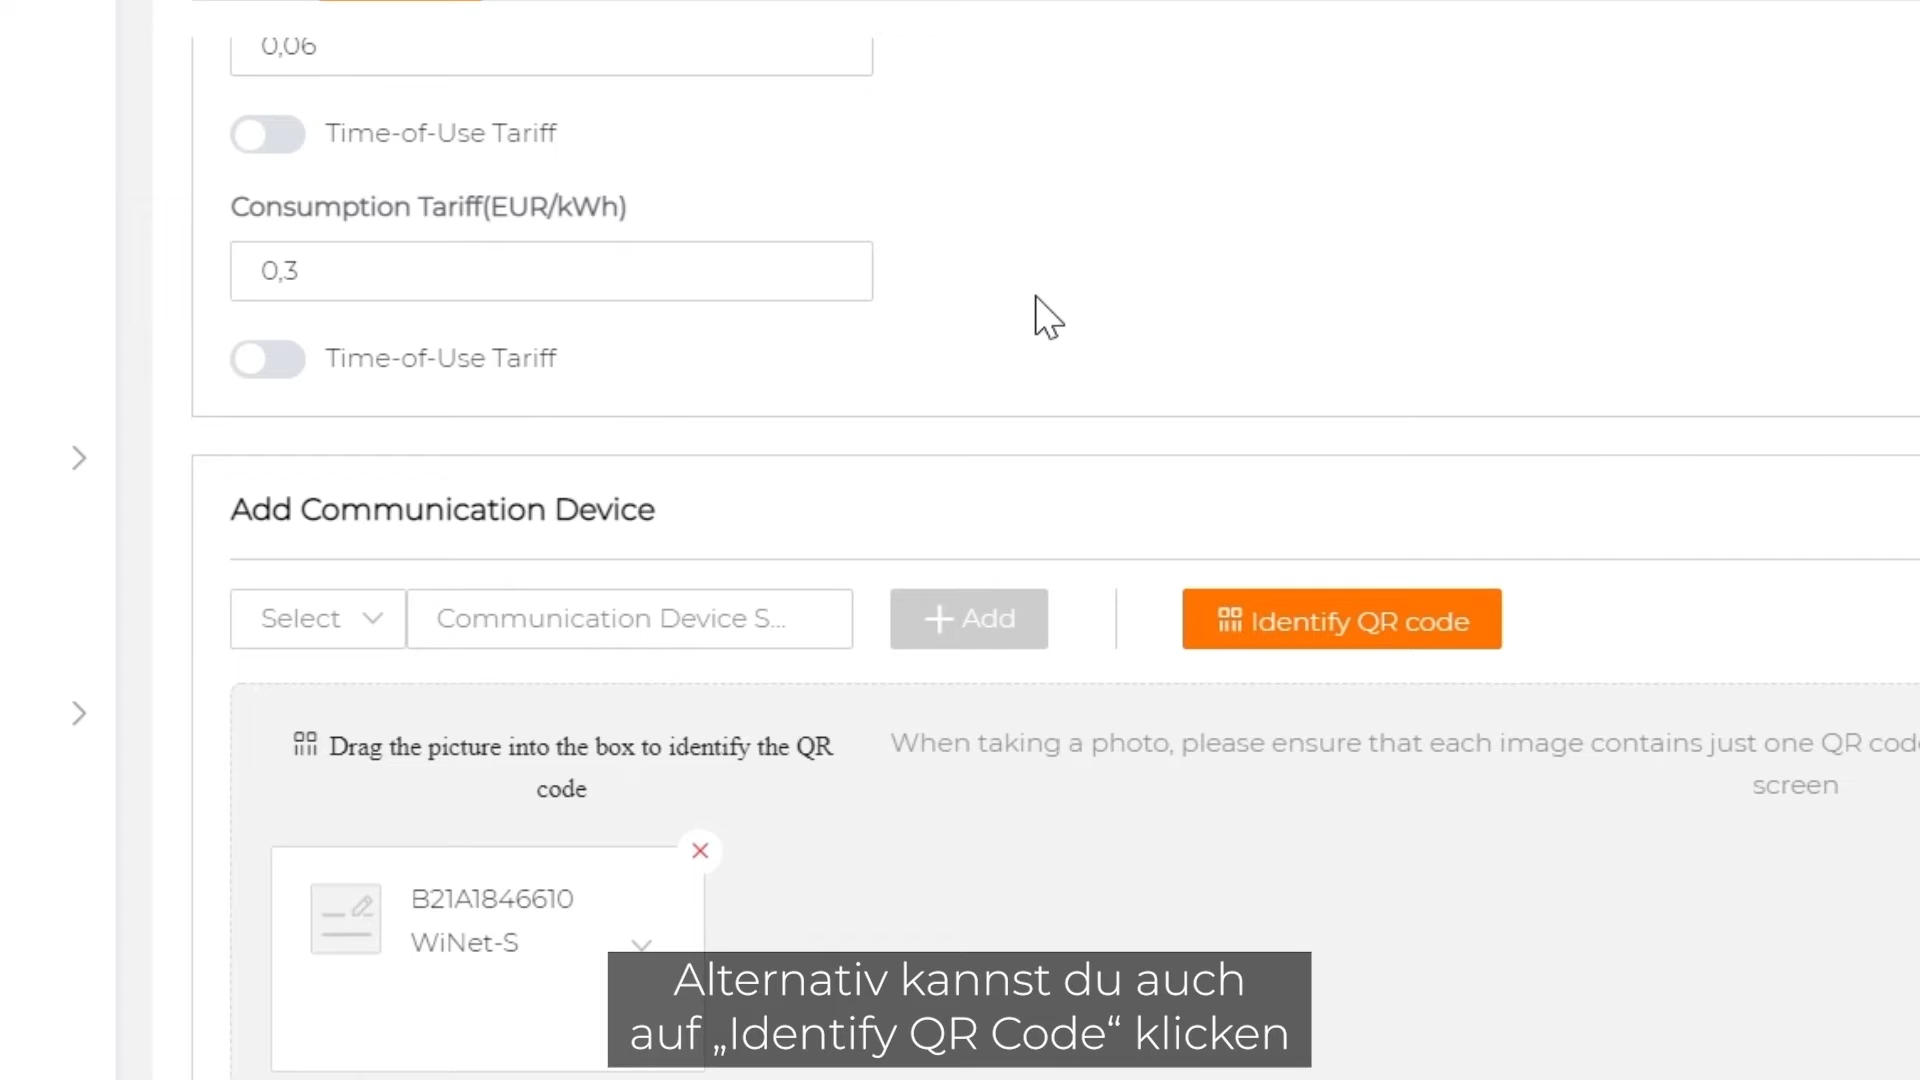 0,06
Time-of-Use Tariff
Consumption Tariff(EUR/kWh)
0,3
Time-of-Use Tariff
Add Communication Device
Select Communication Device S... + Add Identify QR code
Drag the picture into the box to identify the QR
code
When taking a photo, please ensure that each image contains just one QR code
screen
B21A1846610
WiNet-S
Alternativ kannst du auch
auf „Identify QR Code“ klicken